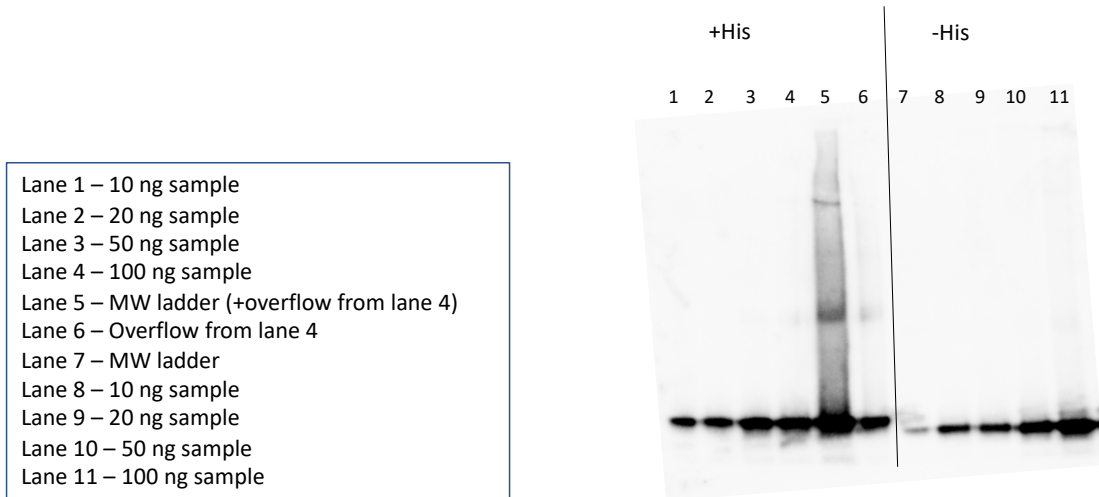 +His
-His
1 2 3 4 5 6 7 8 9 10 11
Lane 1 – 10 ng sample
Lane 2 – 20 ng sample
Lane 3 – 50 ng sample
Lane 4 – 100 ng sample
Lane 5 – MW ladder (+overflow from lane 4)
Lane 6 – Overflow from lane 4
Lane 7 – MW ladder
Lane 8 – 10 ng sample
Lane 9 – 20 ng sample
Lane 10 – 50 ng sample
Lane 11 – 100 ng sample